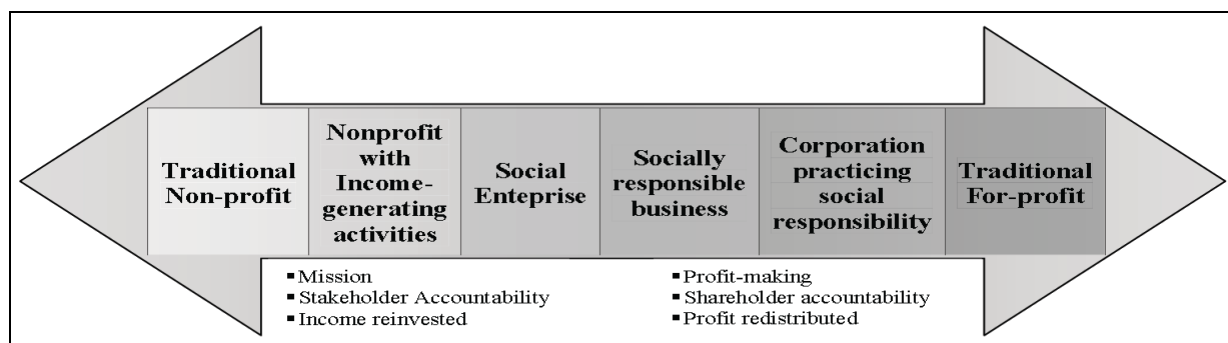 Traditional
Non-profit
Nonprofit
with
Income-
generating
activities
Social
Enteprise
Socially
responsible
business
Corporation
practicing
social
responsibility
Traditional
For-profit
▪ Mission
▪ Stakeholder Accountability
▪ Income reinvested
▪ Profit-making
▪ Shareholder accountability
▪ Profit redistributed